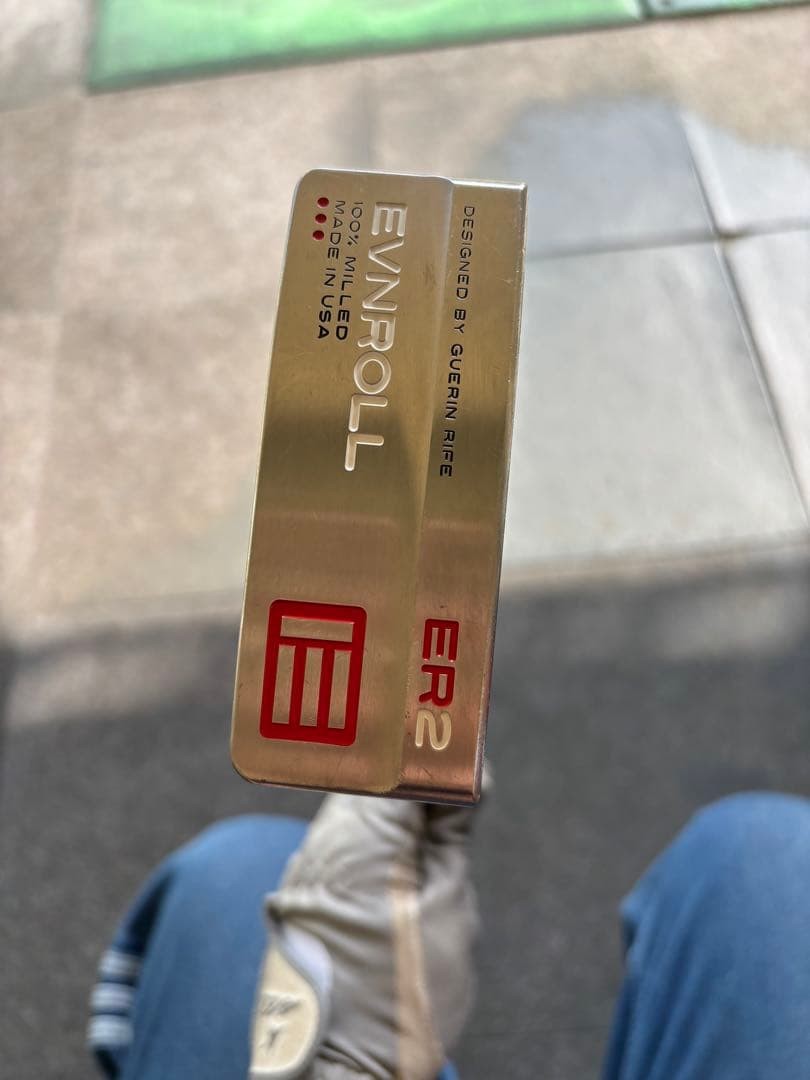 DESIGNED BY GUERIN RIFE
EVNROLL
100% MILLED
MADE IN USA
ER2